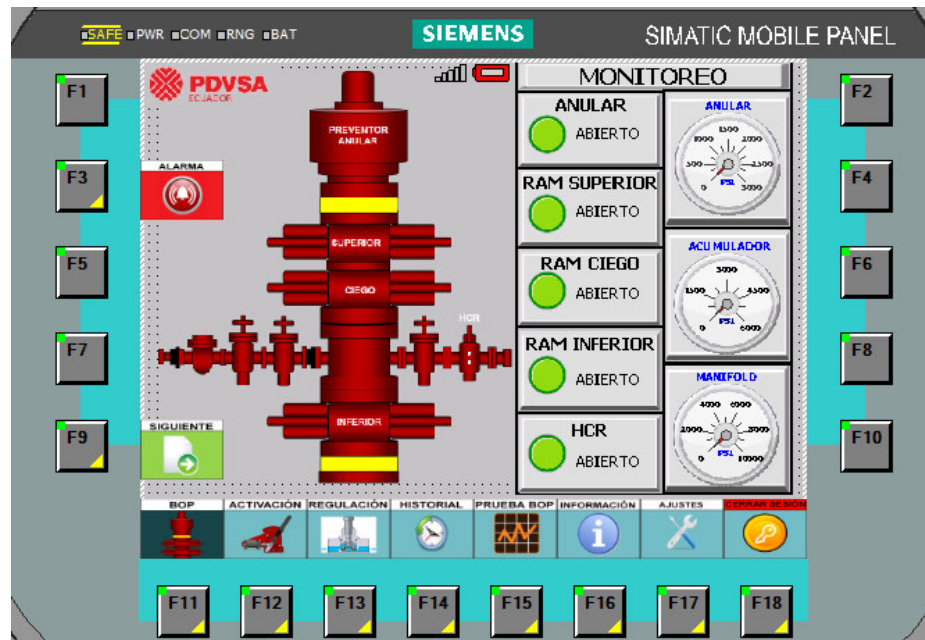 SAFE PWR COM RNG BAT
SIEMENS
SIMATIC MOBILE PANEL
F1
F2
F3
F4
F5
F6
F7
F8
F9
F10
PDVSA
ECUADOR
ALARMA
PREVENTOR
ANULAR
SUPERIOR
CIEGO
HCR
INFERIOR
SIGUIENTE
MONITOREO
ANULAR
ABIERTO
RAM SUPERIOR
ABIERTO
RAM CIEGO
ABIERTO
RAM INFERIOR
ABIERTO
HCR
ABIERTO
ANULAR
0 500 1000 1500 2000 2500 3000
PSI
ACUMULADOR
0 1500 3000 4500 6000
PSI
MANIFOLD
0 2000 4000 6000 8000 10000
PSI
BOP
ACTIVACIÓN
REGULACIÓN
HISTORIAL
PRUEBA BOP
INFORMACIÓN
AJUSTES
CERRAR SESIÓN
F11
F12
F13
F14
F15
F16
F17
F18